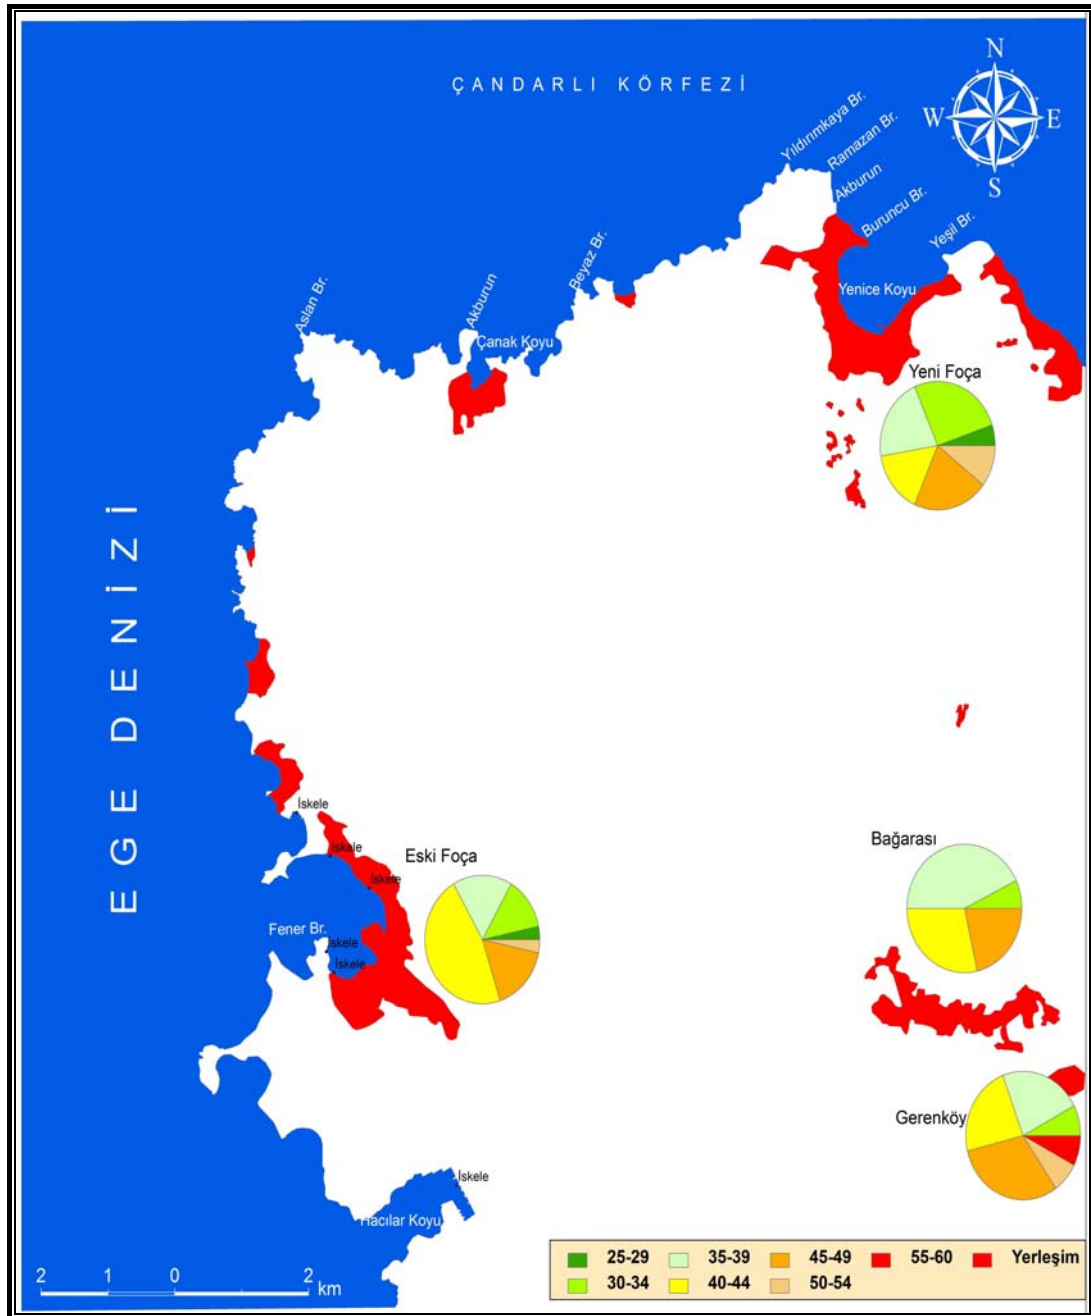 ÇANDARLI KÖRFEZİ
N
W
E
S
Yıldırımkaya Br.
Ramazan Br.
Akburun
Buruncu Br.
Yeşil Br.
Beyaz Br.
Akburun
Aslan Br.
Yenice Koyu
Çanak Koyu
Yeni Foça
EGE DENİZİ
İskele
Bağarası
İskele
Eski Foça
İskele
Fener Br.
İskele
İskele
Gerenköy
İskele
Hacılar Koyu
25-29
35-39
45-49
55-60
Yerleşim
30-34
40-44
50-54
2 1 0 2
km